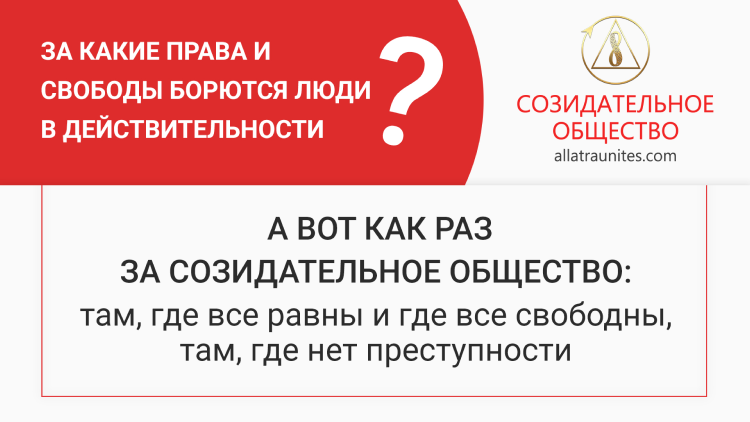 ЗА КАКИЕ ПРАВА И
СВОБОДЫ БОРЮТСЯ ЛЮДИ
В ДЕЙСТВИТЕЛЬНОСТИ
?
СОЗИДАТЕЛЬНОЕ
ОБЩЕСТВО
allatraunites.com
А ВОТ КАК РАЗ
ЗА СОЗИДАТЕЛЬНОЕ ОБЩЕСТВО:
там, где все равны и где все свободны,
там, где нет преступности